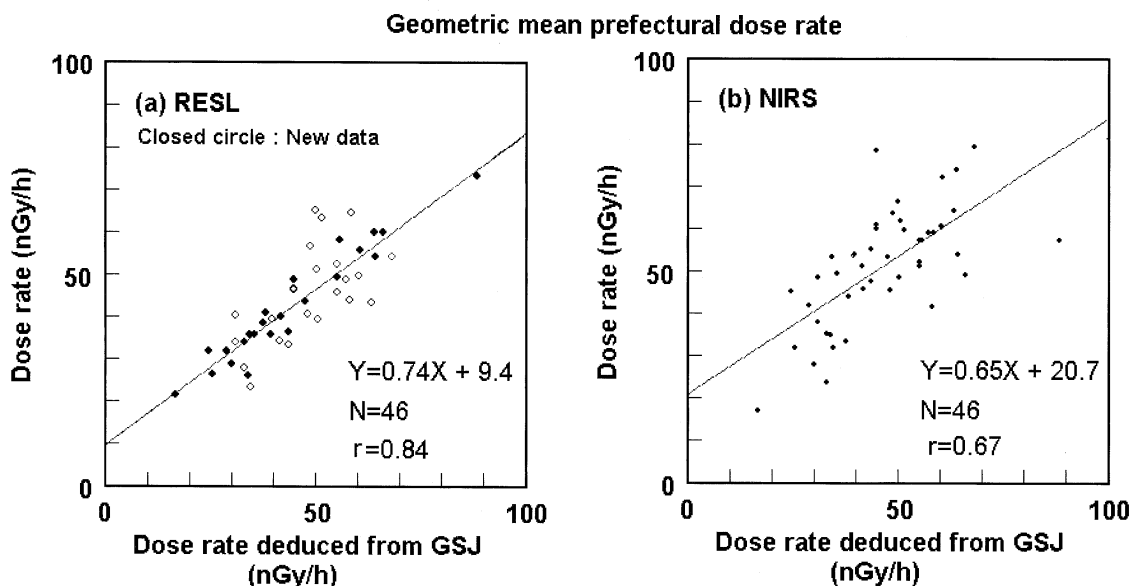 Geometric mean prefectural dose rate
100
(a) RESL
Closed circle : New data
Dose rate (nGy/h)
50
Y=0.74X + 9.4
N=46
r=0.84
0
0
50
100
Dose rate deduced from GSJ
(nGy/h)
100
(b) NIRS
Dose rate (nGy/h)
50
Y=0.65X + 20.7
N=46
r=0.67
0
0
50
100
Dose rate deduced from GSJ
(nGy/h)